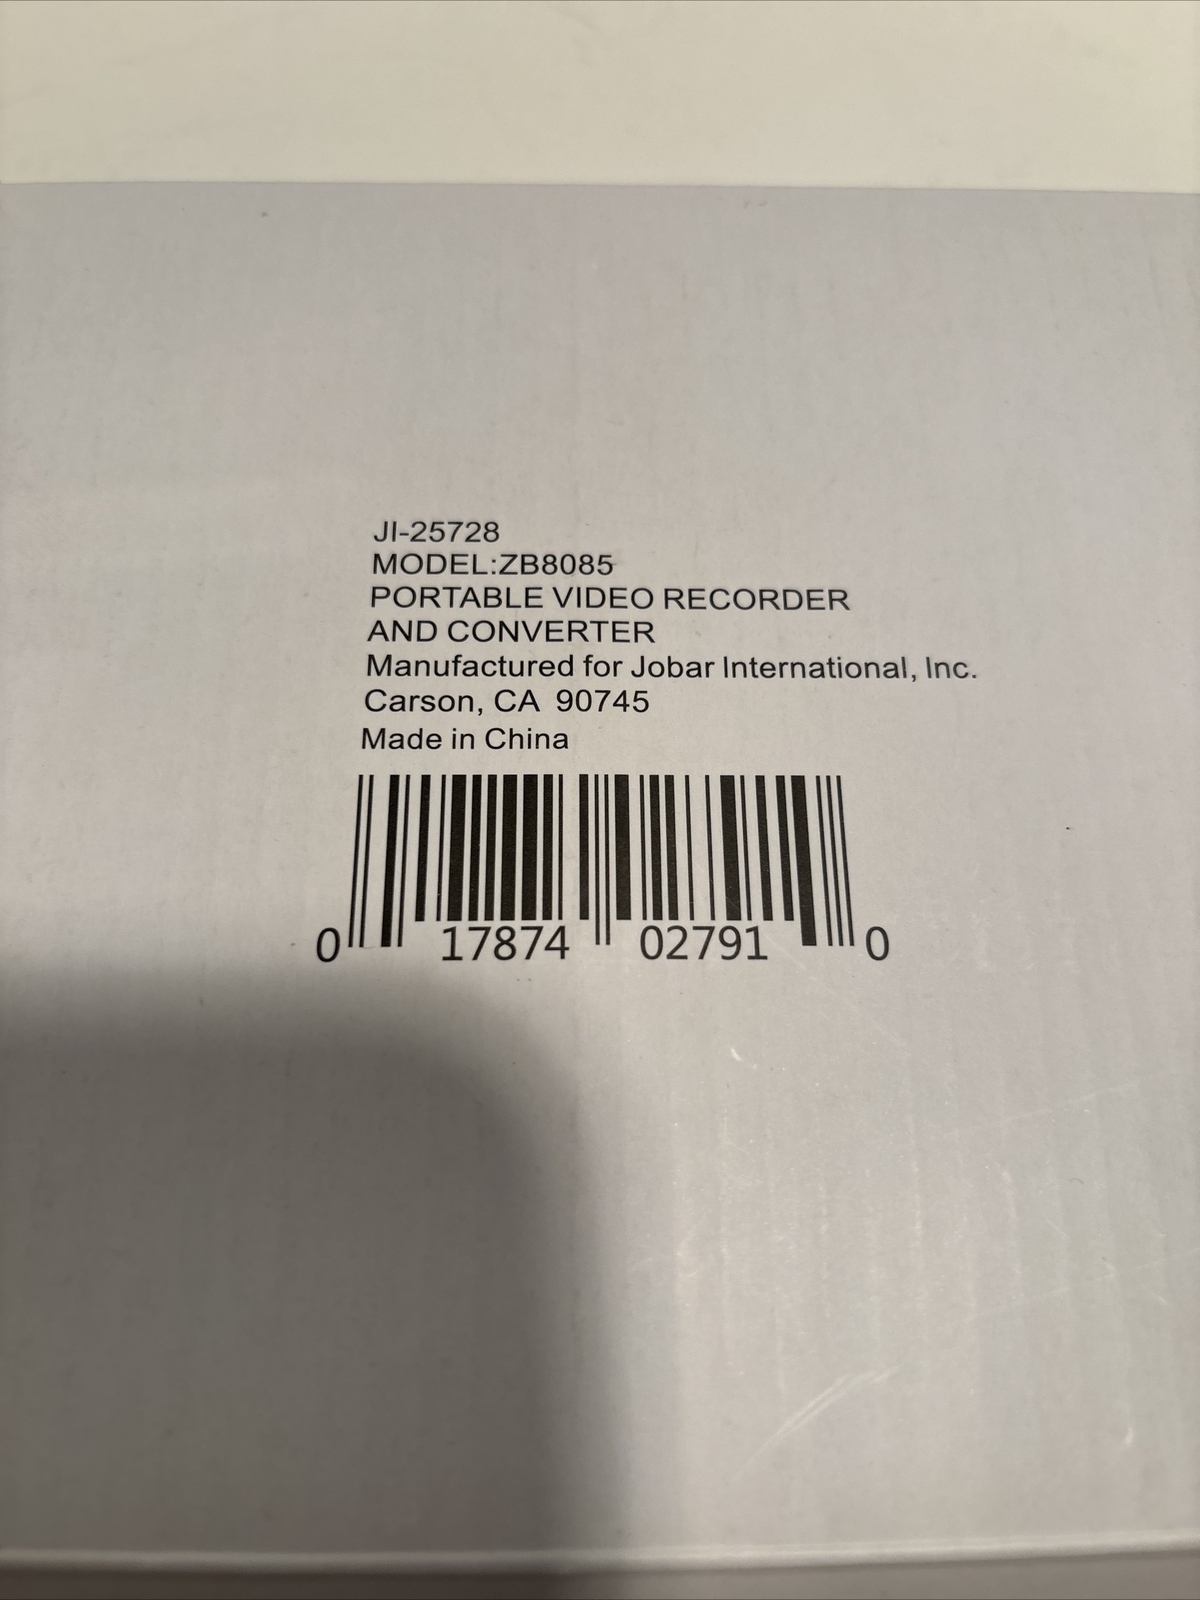 JI-25728
MODEL:ZB8085
PORTABLE VIDEO RECORDER
AND CONVERTER
Manufactured for Jobar International, Inc.
Carson, CA 90745
Made in China
0 17874 02791 0